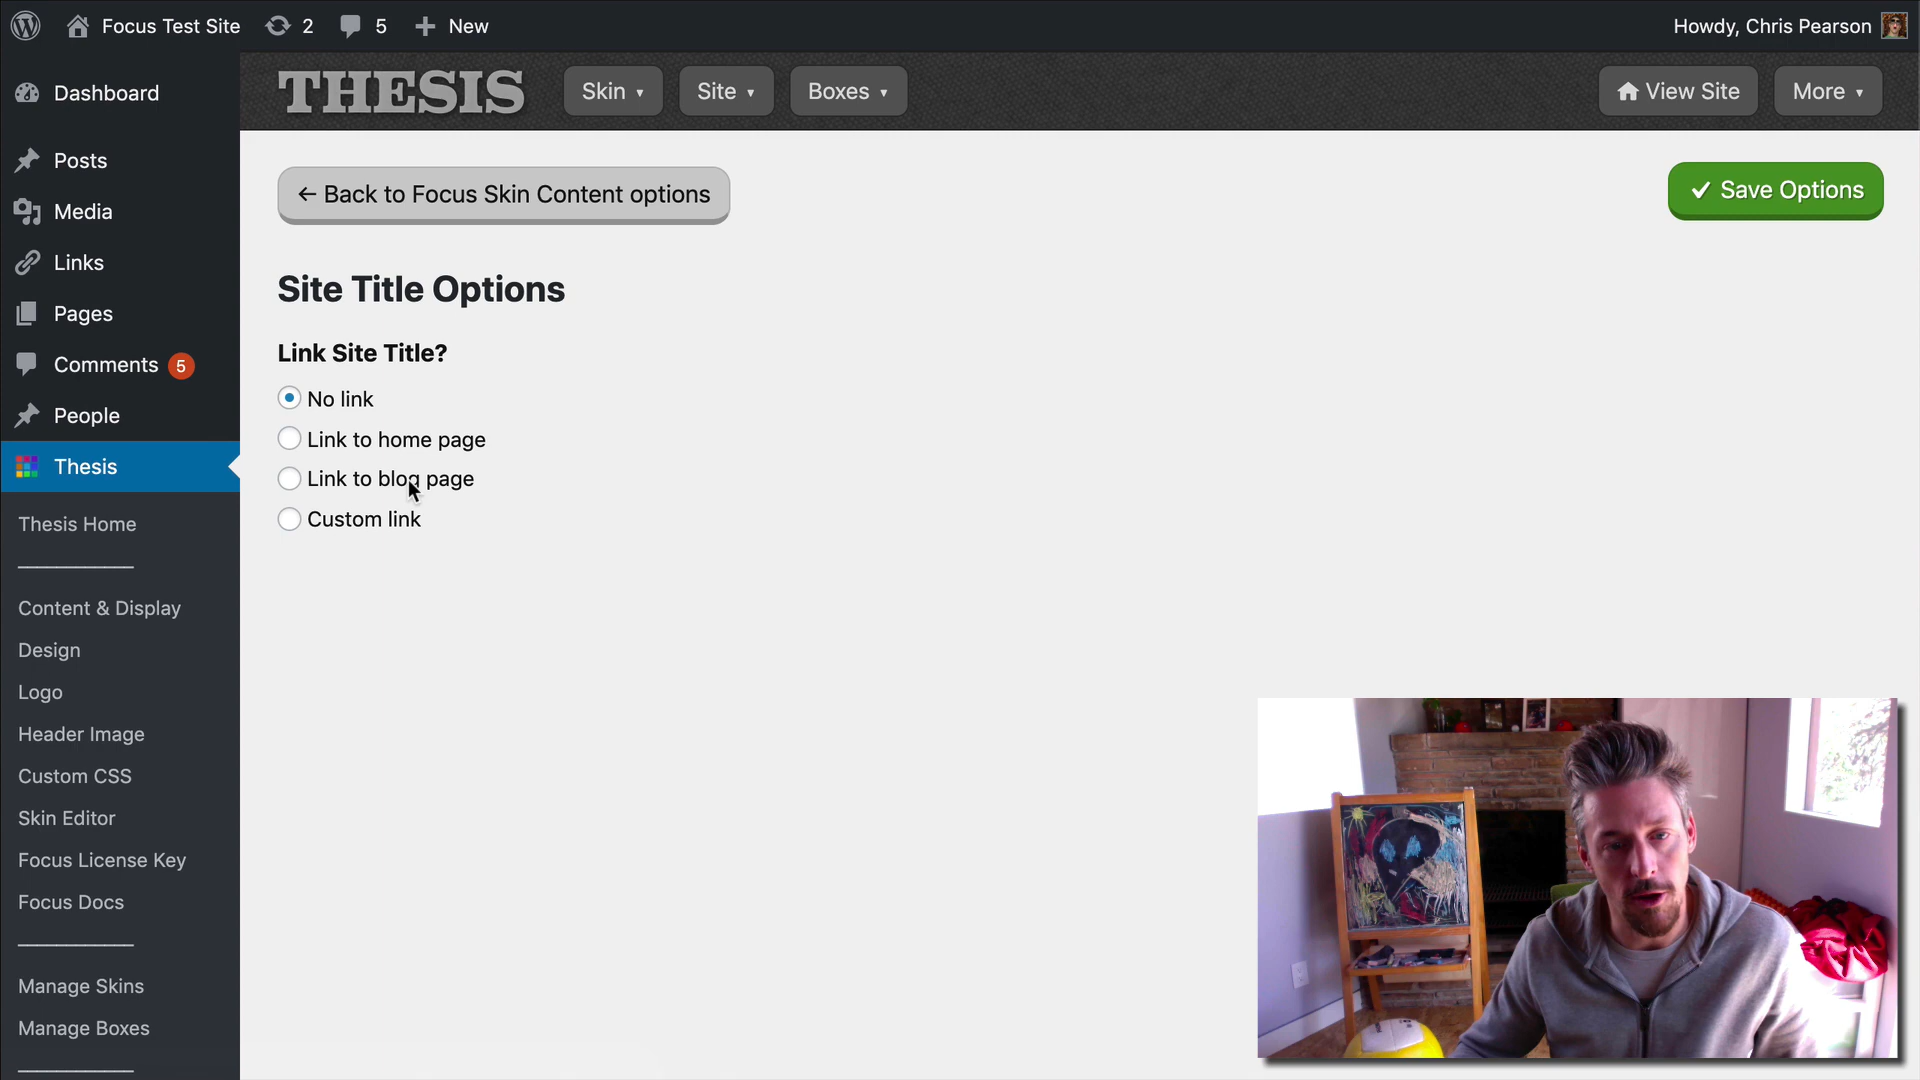 Focus Test Site 2 5 + New Howdy, Chris Pearson
Dashboard
Posts
Media
Links
Pages
Comments 5
People
Thesis
Thesis Home
Content & Display
Design
Logo
Header Image
Custom CSS
Skin Editor
Focus License Key
Focus Docs
Manage Skins
Manage Boxes
THESIS Skin ▾ Site ▾ Boxes ▾ View Site More ▾
← Back to Focus Skin Content options
✓ Save Options
Site Title Options
Link Site Title?
No link
Link to home page
Link to blog page
Custom link